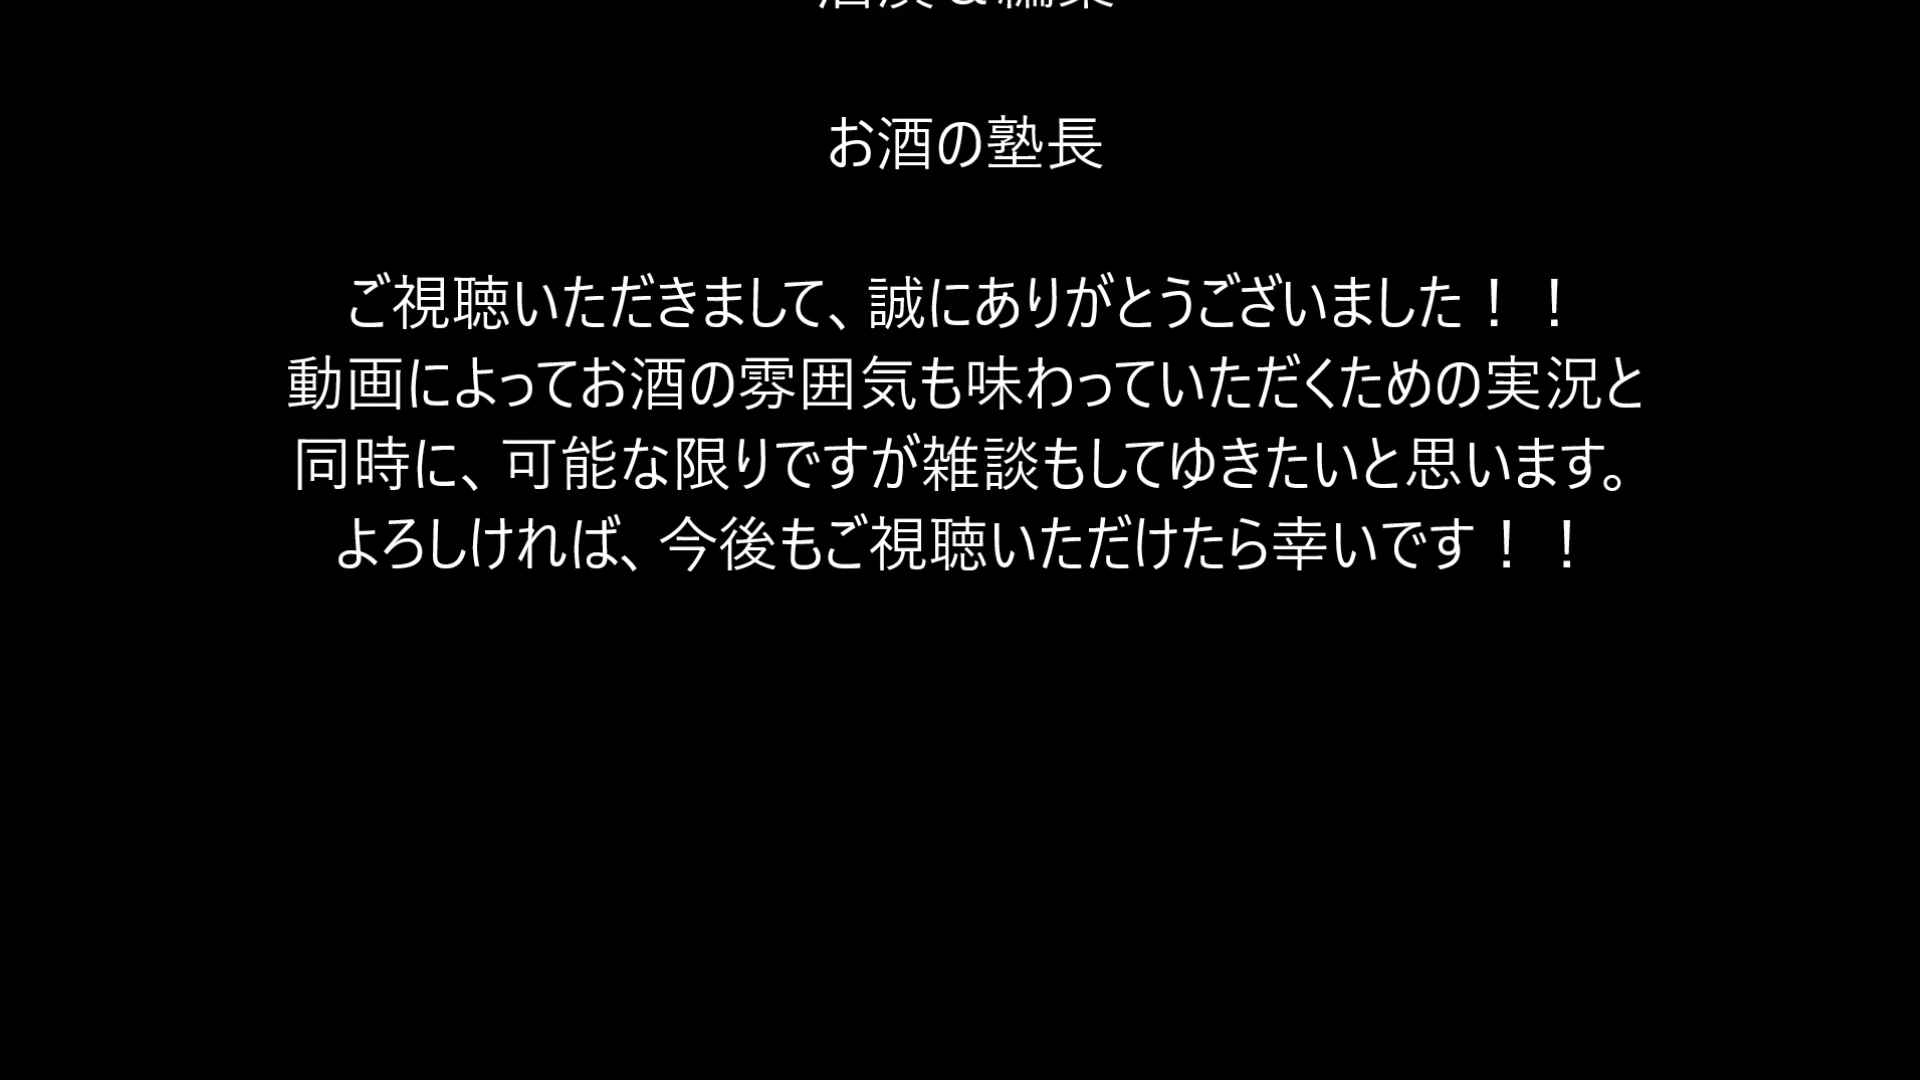 お酒の塾長
ご視聴いただきまして、誠にありがとうございました！！
動画によってお酒の雰囲気も味わっていただくための実況と
同時に、可能な限りですが雑談もしてゆきたいと思います。
よろしければ、今後もご視聴いただけたら幸いです！！